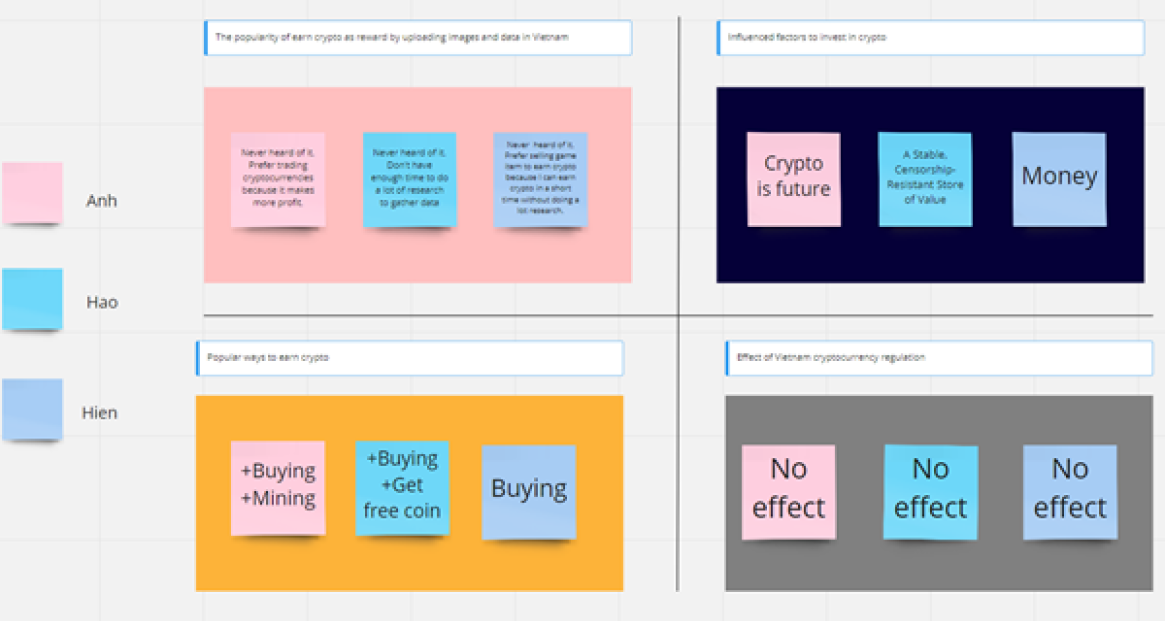 The popularity of earn crypto as reward by uploading images and data in Vietnam
Influenced factors to invest in crypto
Anh
Hao
Hien
Never heard of it.
Prefer trading
cryptocurrencies
because it makes
more profit.
Never heard of it.
Don't have
enough time to do
a lot of research
to gather data
Never heard of it.
Prefer selling game
item to earn crypto
because I can earn
crypto in a short
time without doing a
lot research.
Crypto
is future
A Stable,
Censorship-
Resistant Store
of Value
Money
Popular ways to earn crypto
Effect of Vietnam cryptocurrency regulation
+Buying
+Mining
+Buying
+Get
free coin
Buying
No
effect
No
effect
No
effect